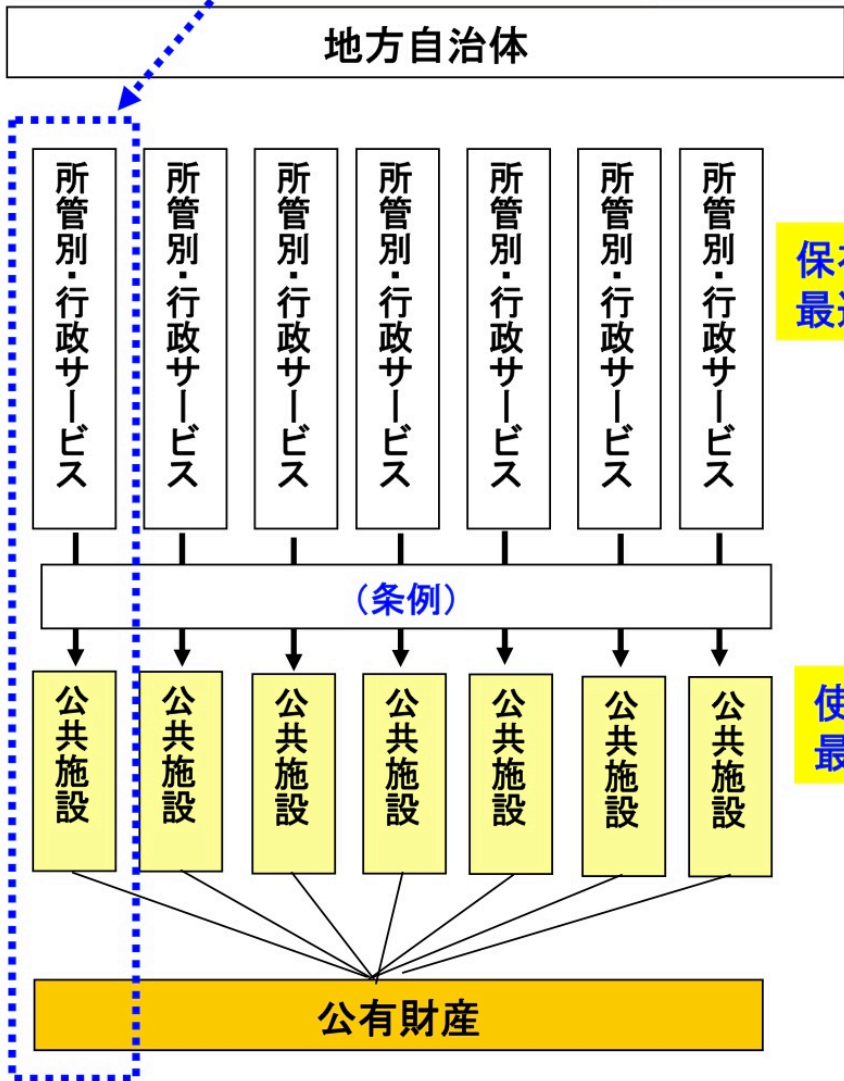 地方自治体
所管別・行政サービス
所管別・行政サービス
所管別・行政サービス
所管別・行政サービス
所管別・行政サービス
所管別・行政サービス
所管別・行政サービス
保
最
（条例）
公共施設
公共施設
公共施設
公共施設
公共施設
公共施設
公共施設
使
最
公有財産